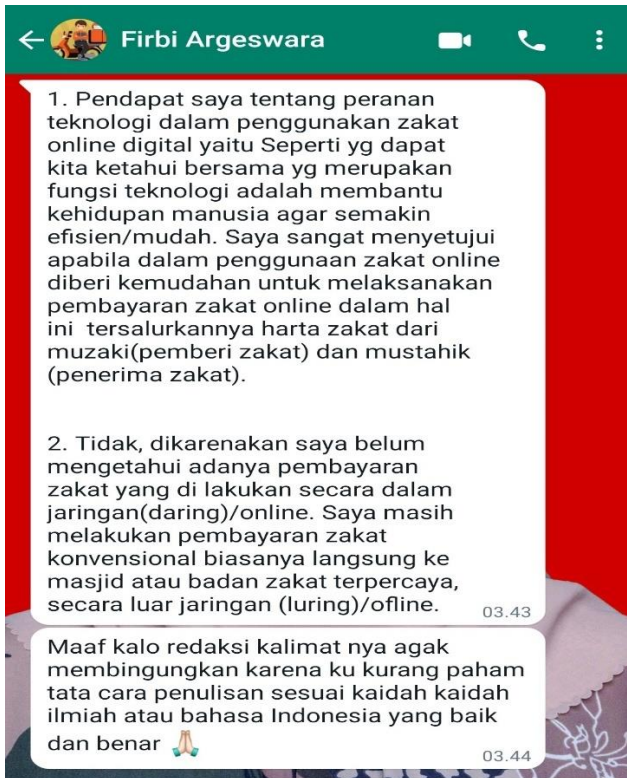 Firbi Argeswara
1. Pendapat saya tentang peranan
teknologi dalam penggunakan zakat
online digital yaitu Seperti yg dapat
kita ketahui bersama yg merupakan
fungsi teknologi adalah membantu
kehidupan manusia agar semakin
efisien/mudah. Saya sangat menyetujui
apabila dalam penggunaan zakat online
diberi kemudahan untuk melaksanakan
pembayaran zakat online dalam hal
ini  tersalurkannya harta zakat dari
muzaki(pemberi zakat) dan mustahik
(penerima zakat).
2. Tidak, dikarenakan saya belum
mengetahui adanya pembayaran
zakat yang di lakukan secara dalam
jaringan(daring)/online. Saya masih
melakukan pembayaran zakat
konvensional biasanya langsung ke
masjid atau badan zakat terpercaya,
secara luar jaringan (luring)/ofline. 03.43
Maaf kalo redaksi kalimat nya agak
membingungkan karena ku kurang paham
tata cara penulisan sesuai kaidah kaidah
ilmiah atau bahasa Indonesia yang baik
dan benar 🙏🏻 03.44